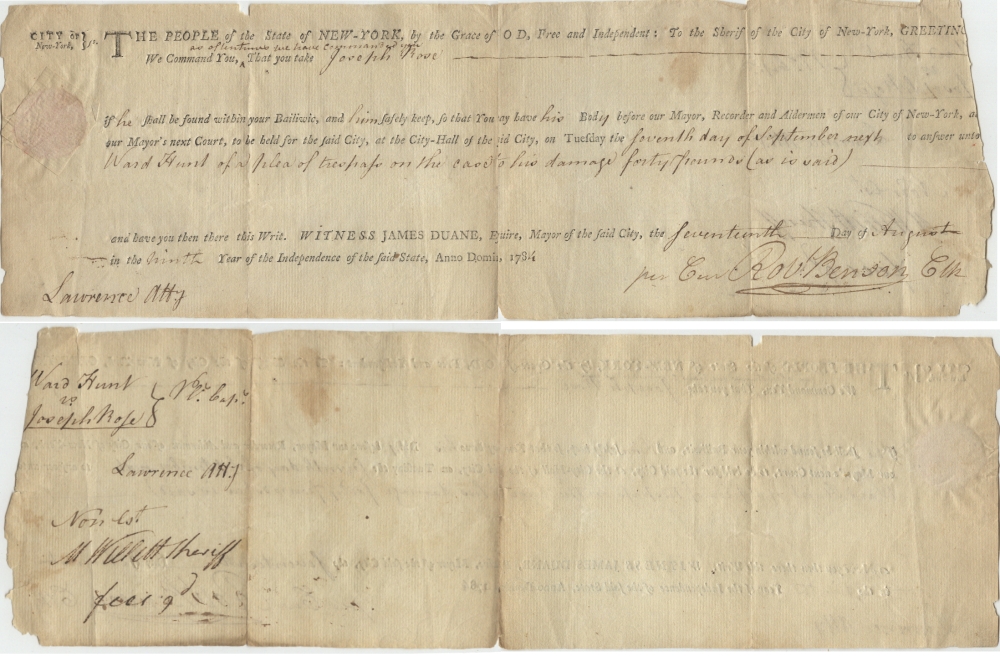 CITY OF
New-York, } ss.
THE PEOPLE of the State of NEW-YORK, by the Grace of OD, Free and Independent: To the Sherif of the City of New-York, GREETIN
as oftentimes we have commanded you
We Command You, ^ That you take Joseph Rose
if he ſhall be found within your Bailiwic, and him ſafely keep, ſo that You ay have his Body before our Mayor, Recorder and Aldermen of our City of New-York, a
our Mayor's next Court, to be held for the ſaid City, at the City-Hall of the id City, on Tueſday the Seventh day of September next to anſwer unto
Ward Hunt of a plea of treſpaſs on the case to his damage forty pounds (as is said)
and have you then there this Writ. WITNESS JAMES DUANE, E uire, Mayor of the ſaid City, the Seventeenth Day of August
in the ninth Year of the Independence of the ſaid State, Anno Domini, 1784
per Cur Robt Benson Clk
Lawrence Atty
Ward Hunt
vs
Joseph Rose
Lawrence Atty
Non Est
M Willett Sheriff